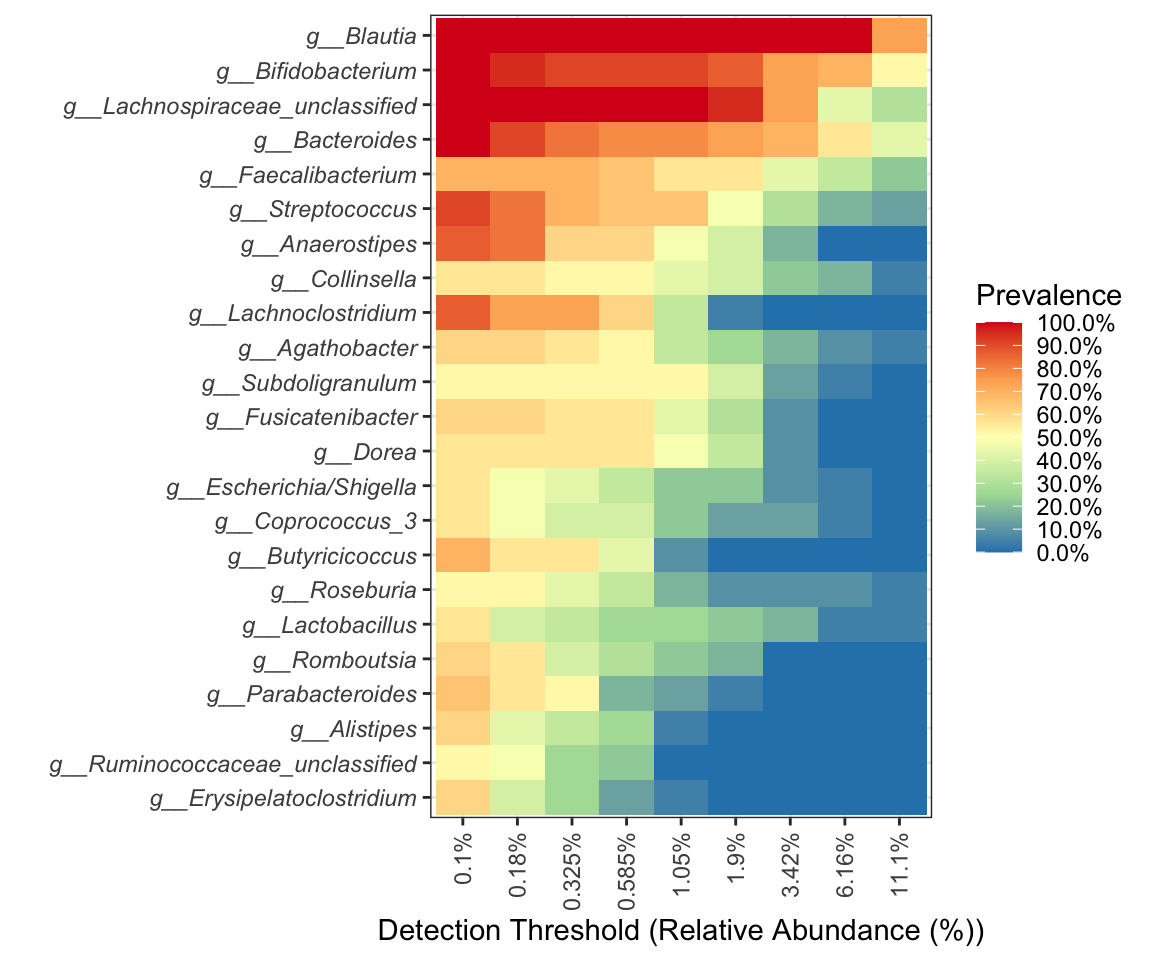 g__Blautia
g__Bifidobacterium
g__Lachnospiraceae_unclassified
g__Bacteroides
g__Faecalibacterium
g__Streptococcus
g__Anaerostipes
g__Collinsella
g__Lachnoclostridium
g__Agathobacter
g__Subdoligranulum
g__Fusicatenibacter
g__Dorea
g__Escherichia/Shigella
g__Coprococcus_3
g__Butyricicoccus
g__Roseburia
g__Lactobacillus
g__Romboutsia
g__Parabacteroides
g__Alistipes
g__Ruminococcaceae_unclassified
g__Erysipelatoclostridium
0.1%
0.18%
0.325%
0.585%
1.05%
1.9%
3.42%
6.16%
11.1%
Detection Threshold (Relative Abundance (%))
Prevalence
100.0%
90.0%
80.0%
70.0%
60.0%
50.0%
40.0%
30.0%
20.0%
10.0%
0.0%